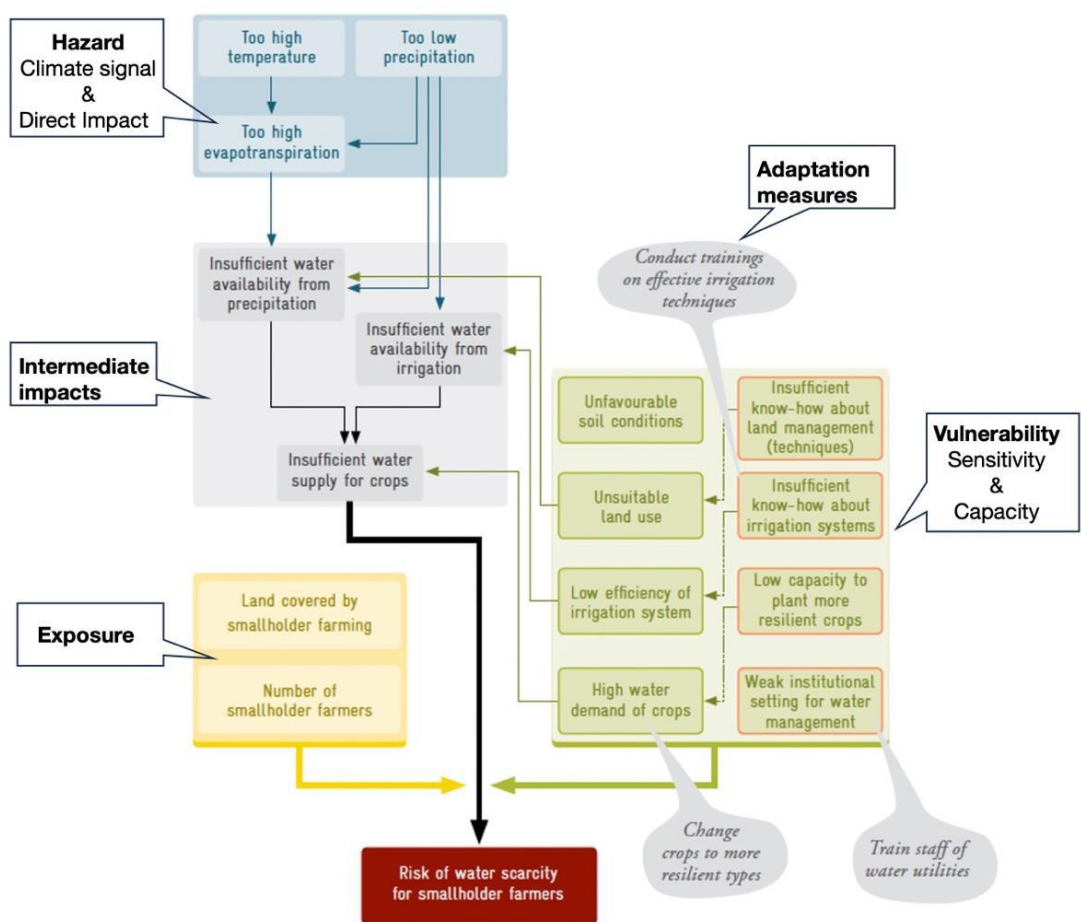 Hazard
Climate signal
&
Direct Impact
Too high
temperature
Too low
precipitation
Too high
evapotranspiration
Adaptation
measures
Conduct trainings
on effective irrigation
techniques
Intermediate
impacts
Insufficient water
availability from
precipitation
Insufficient water
availability from
irrigation
Insufficient water
supply for crops
Unfavourable
soil conditions
Insufficient
know-how about
land management
(techniques)
Unsuitable
land use
Insufficient
know-how about
irrigation systems
Low efficiency of
irrigation system
Low capacity to
plant more
resilient crops
High water
demand of crops
Weak institutional
setting for water
management
Vulnerability
Sensitivity
&
Capacity
Exposure
Land covered by
smallholder farming
Number of
smallholder farmers
Change
crops to more
resilient types
Train staff of
water utilities
Risk of water scarcity
for smallholder farmers